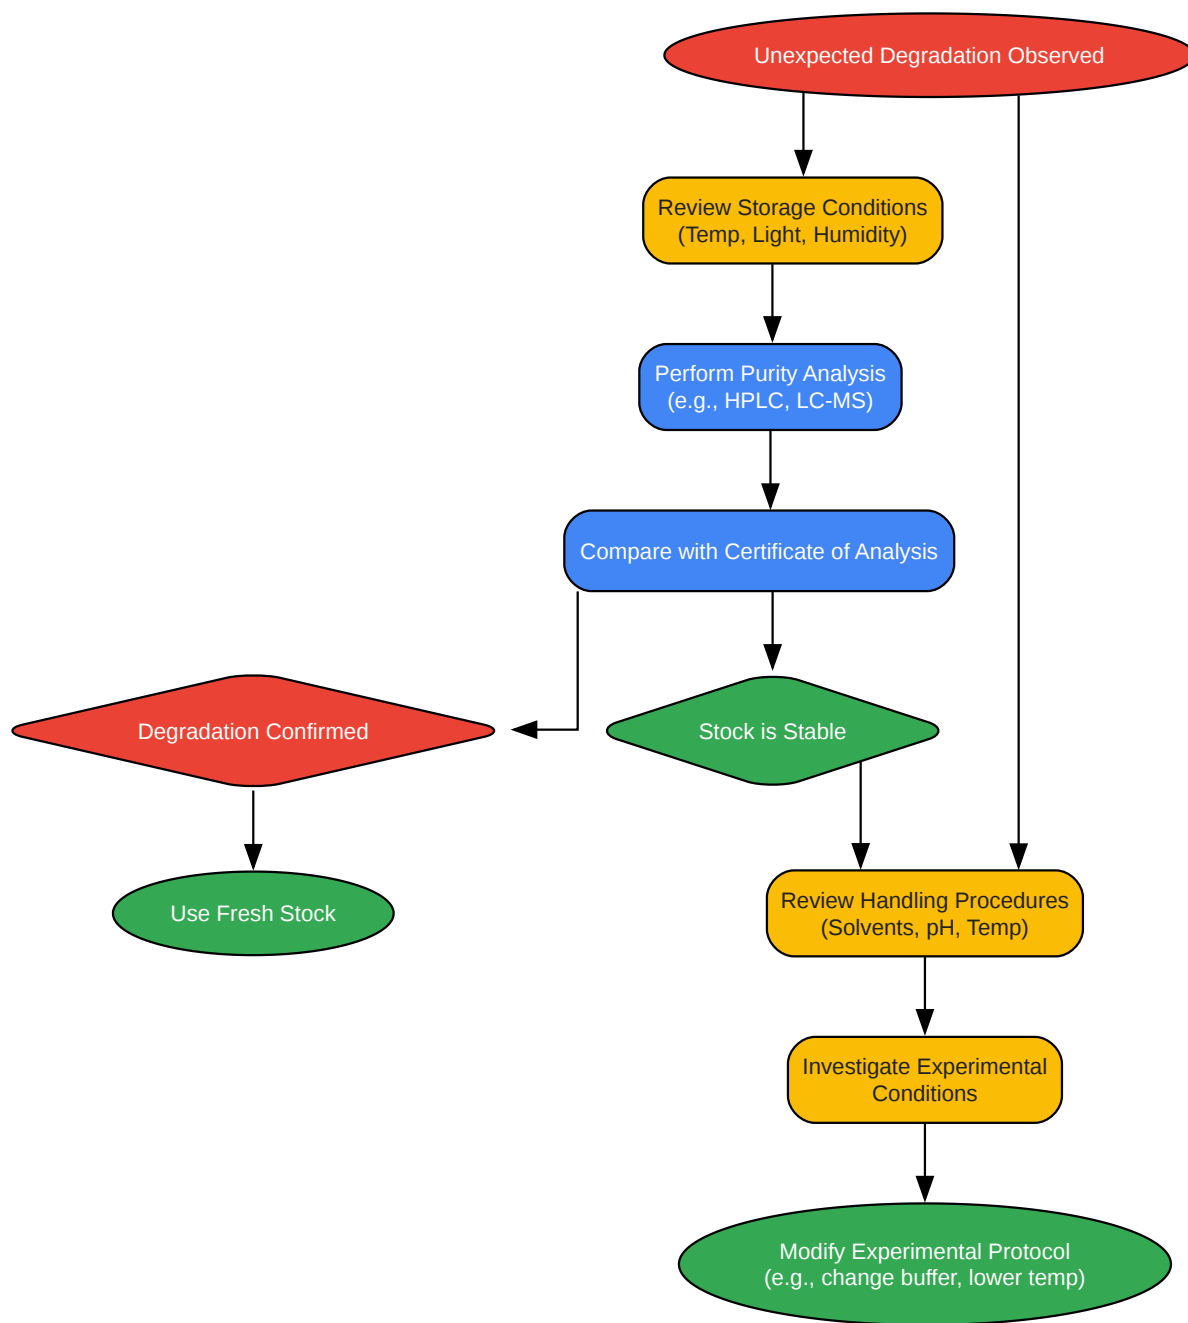 Unexpected Degradation Observed
Review Storage Conditions
(Temp, Light, Humidity)
Perform Purity Analysis
(e.g., HPLC, LC-MS)
Compare with Certificate of Analysis
Degradation Confirmed
Stock is Stable
Use Fresh Stock
Review Handling Procedures
(Solvents, pH, Temp)
Investigate Experimental
Conditions
Modify Experimental Protocol
(e.g., change buffer, lower temp)